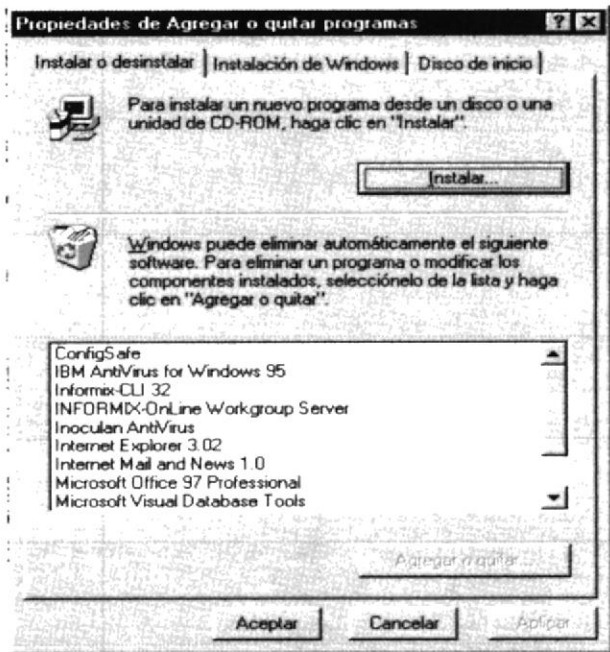 Propiedades de Agregar o quitar programas
Instalar o desinstalar | Instalación de Windows | Disco de inicio
Para instalar un nuevo programa desde un disco o una
unidad de CD-ROM, haga clic en "Instalar".
Instalar...
Windows puede eliminar automáticamente el siguiente
software. Para eliminar un programa o modificar los
componentes instalados, selecciónelo de la lista y haga
clic en "Agregar o quitar".
ConfigSafe
IBM AntiVirus for Windows 95
Informix-CLI 32
INFORMIX-OnLine Workgroup Server
Inoculan AntiVirus
Internet Explorer 3.02
Internet Mail and News 1.0
Microsoft Office 97 Professional
Microsoft Visual Database Tools
Agregar o quitar...
Aceptar Cancelar Aplicar